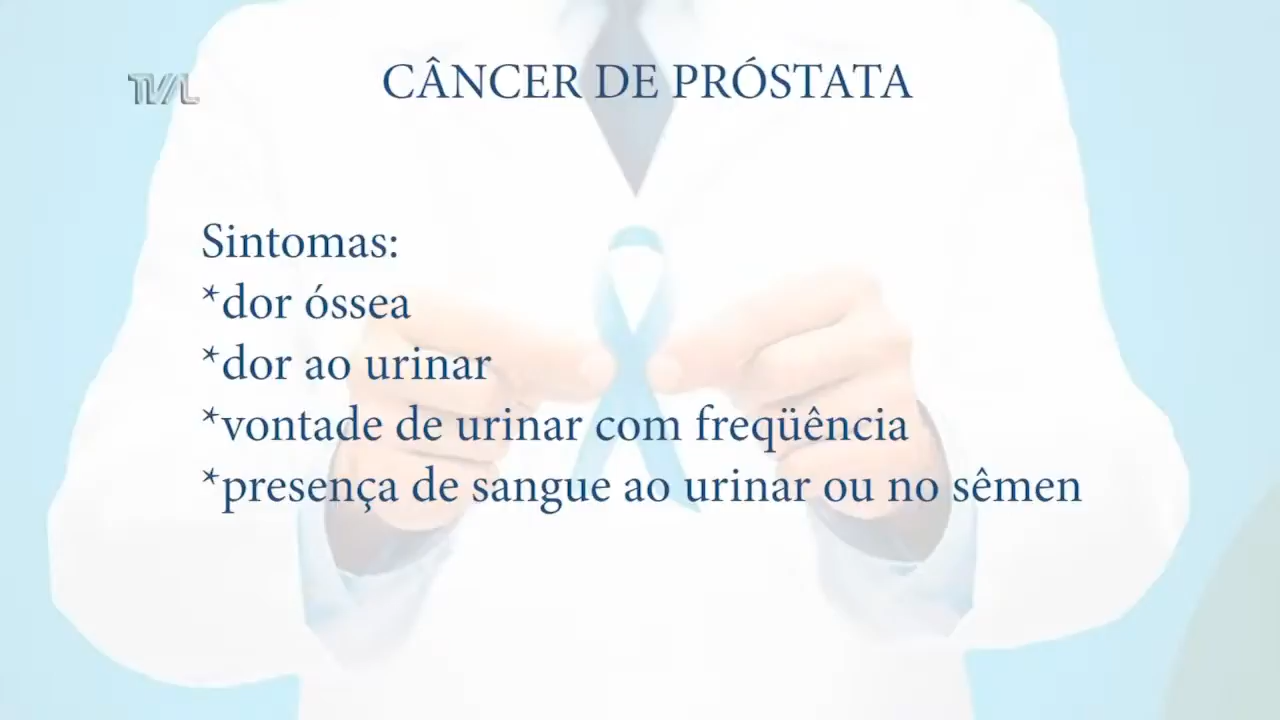 TVL
CÂNCER DE PRÓSTATA
Sintomas:
*dor óssea
*dor ao urinar
*vontade de urinar com freqüência
*presença de sangue ao urinar ou no sêmen